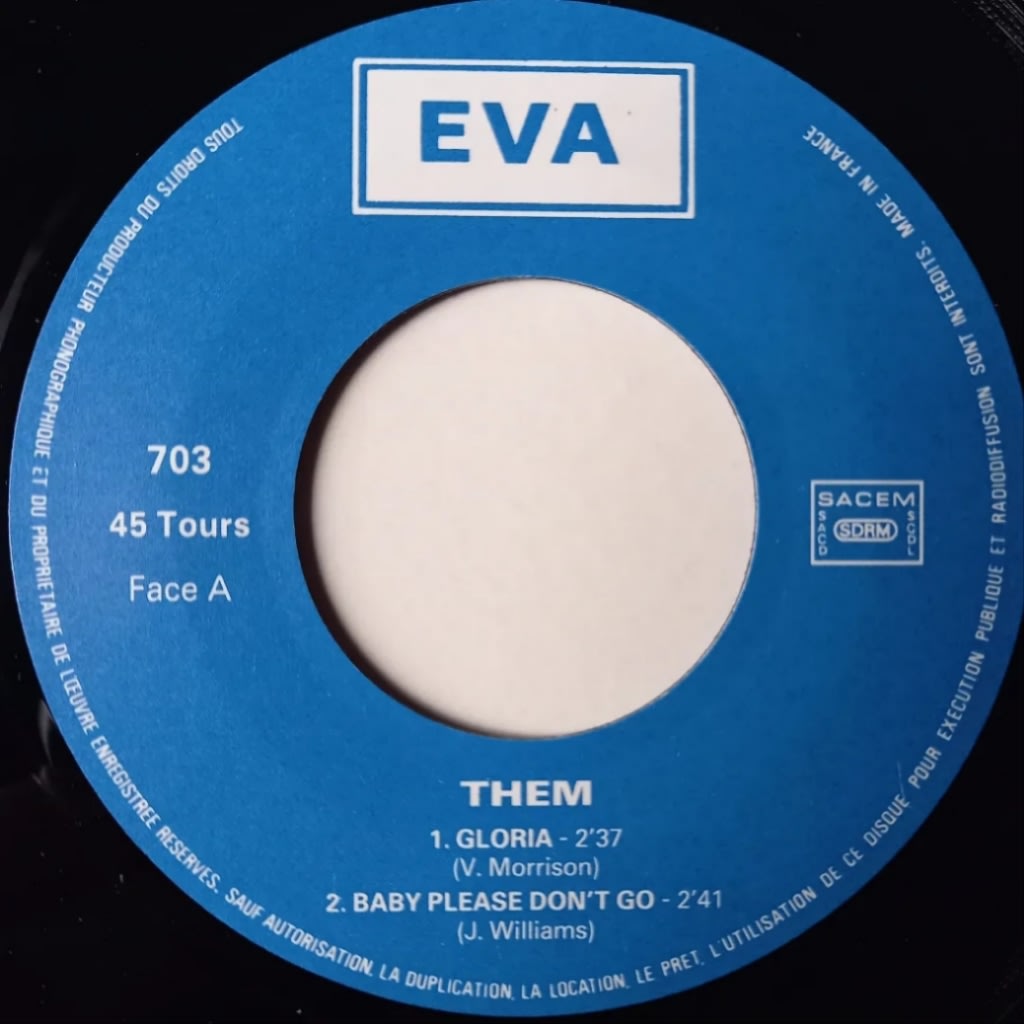 EVA
703
45 Tours
Face A
SACEM
SACD
SDRM
SCDL
THEM
1. GLORIA - 2'37
(V. Morrison)
2. BABY PLEASE DON'T GO - 2'41
(J. Williams)
TOUS DROITS DU PRODUCTEUR PHONOGRAPHIQUE ET DU PROPRIETAIRE DE L'ŒUVRE ENREGISTREE RESERVES. SAUF AUTORISATION, LA DUPLICATION, LA LOCATION, LE PRET, L'UTILISATION DE CE DISQUE POUR EXECUTION PUBLIQUE ET RADIODIFFUSION SONT INTERDITS. MADE IN FRANCE